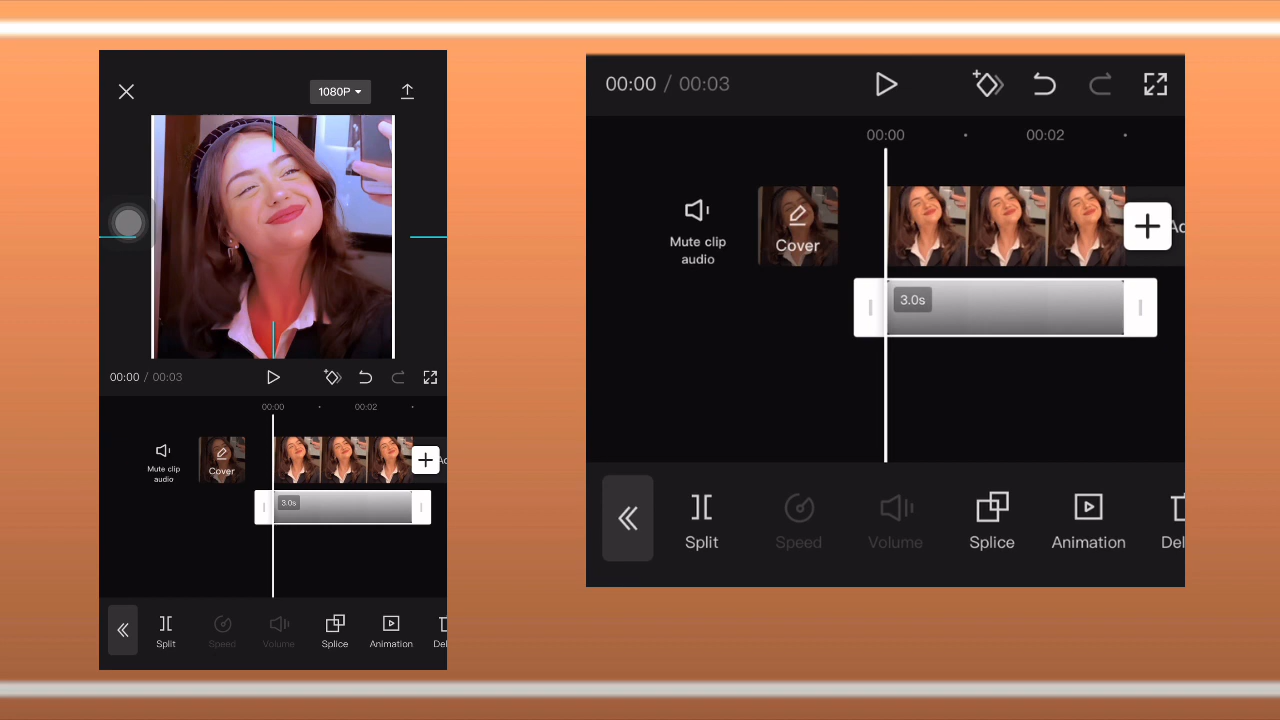 1080P
00:00 / 00:03
00:00
00:02
Mute clip
audio
Cover
3.0s
Split
Speed
Volume
Splice
Animation
Del
00:00 / 00:03
00:00
00:02
Mute clip
audio
Cover
3.0s
Split
Speed
Volume
Splice
Animation
Del